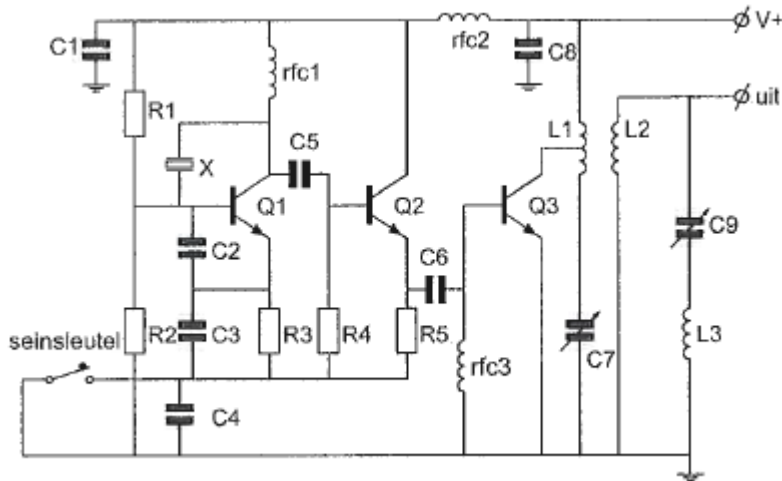 C1
rfc2
C8
V+
rfc1
uit
R1
C5
L1
L2
X
Q1
Q2
Q3
C9
C2
C6
seinsleutel
R2
C3
R3
R4
R5
rfc3
C7
L3
C4